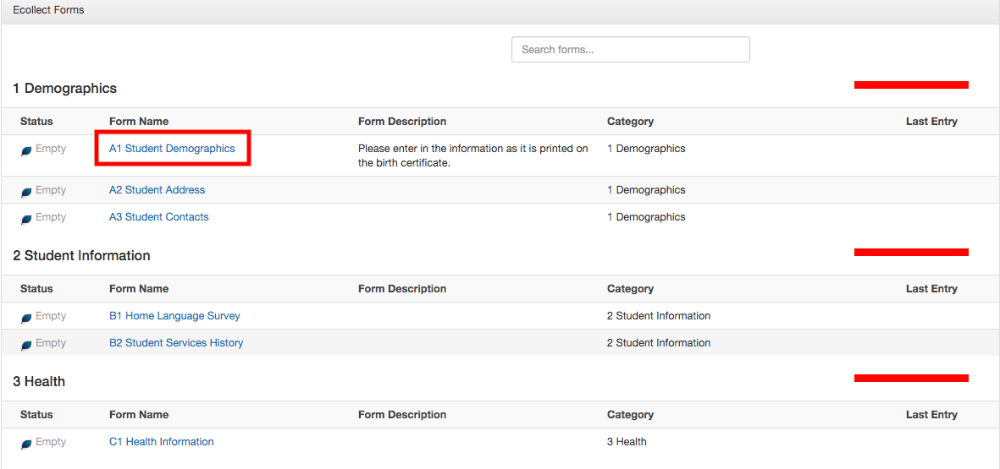 Ecollect Forms
Search forms...
1 Demographics
Status Form Name Form Description Category Last Entry
Empty A1 Student Demographics Please enter in the information as it is printed on 1 Demographics
the birth certificate.
Empty A2 Student Address 1 Demographics
Empty A3 Student Contacts 1 Demographics
2 Student Information
Status Form Name Form Description Category Last Entry
Empty B1 Home Language Survey 2 Student Information
Empty B2 Student Services History 2 Student Information
3 Health
Status Form Name Form Description Category Last Entry
Empty C1 Health Information 3 Health